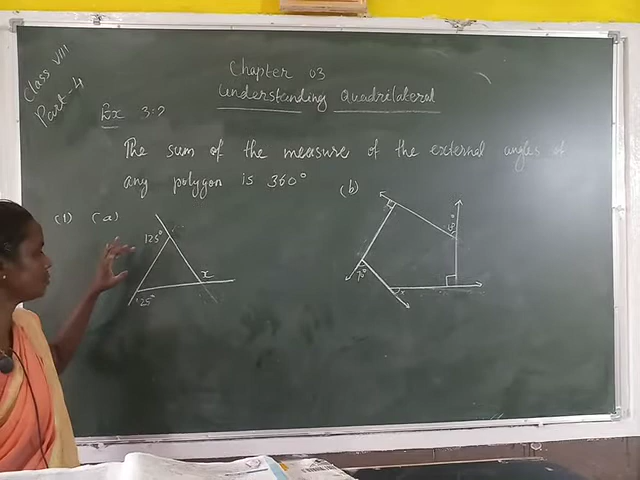 Class VIII
Part-4
Chapter 03
Understanding Quadrilateral
Ex 3.2
The sum of the measure of the external angles of
any polygon is 360°
(1) (a)
125°
x
125°
(b)
70°
x